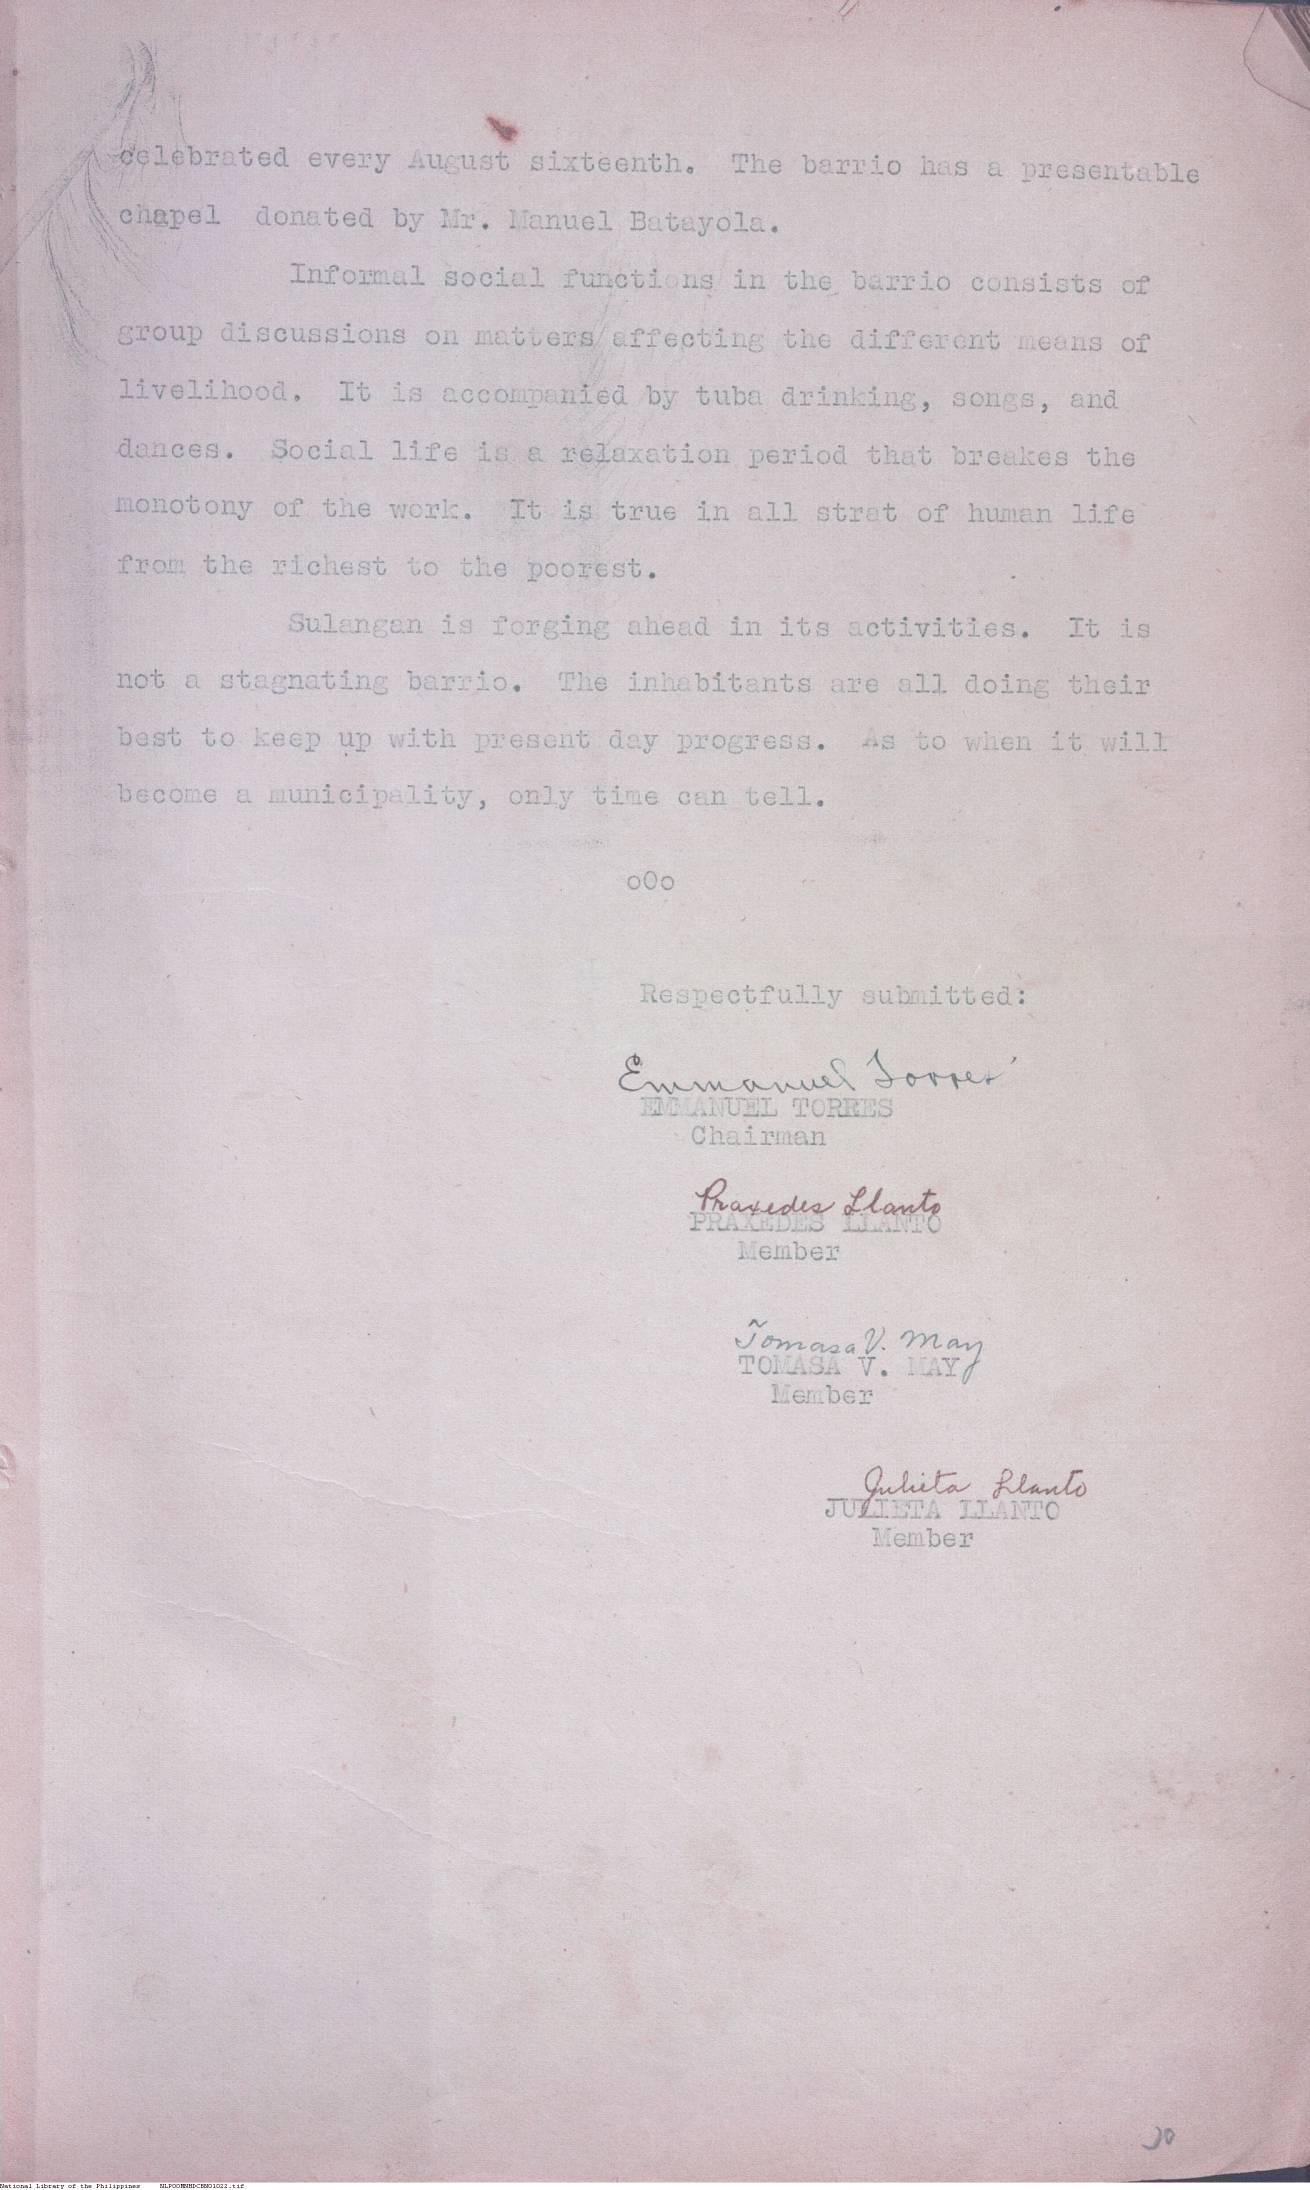 celebrated every August sixteenth. The barrio has a presentable
chapel donated by Mr. Manuel Batayola.
Informal social functions in the barrio consists of
group discussions on matters affecting the different means of
livelihood. It is accompanied by tuba drinking, songs, and
dances. Social life is a relaxation period that breakes the
monotony of the work. It is true in all strat of human life
from the richest to the poorest.
Sulangan is forging ahead in its activities. It is
not a stagnating barrio. The inhabitants are all doing their
best to keep up with present day progress. As to when it will
become a municipality, only time can tell.
oOo
Respectfully submitted:
Emmanuel Torres
EMMANUEL TORRES
Chairman
Praxedes Llanto
PRAXEDES LLANTO
Member
Tomasa V. May
TOMASA V. MAY
Member
Julieta Llanto
JULIETA LLANTO
Member
National Library of the Philippines